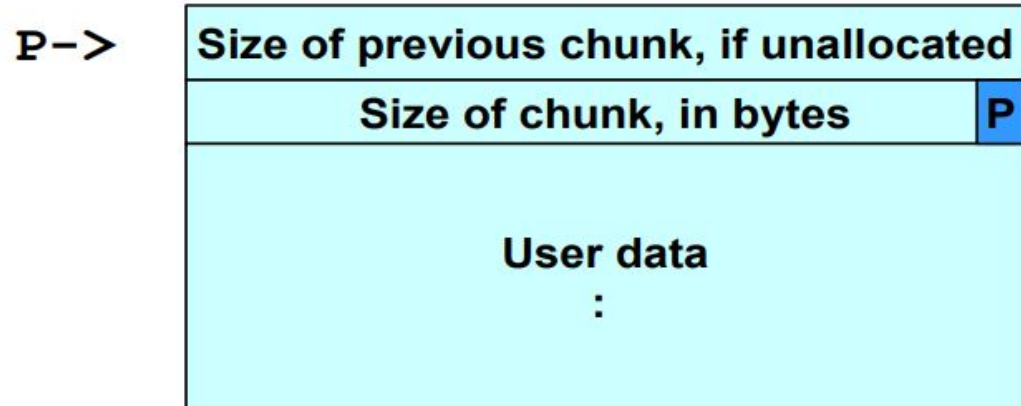 P-> Size of previous chunk, if unallocated
Size of chunk, in bytes P
User data
: